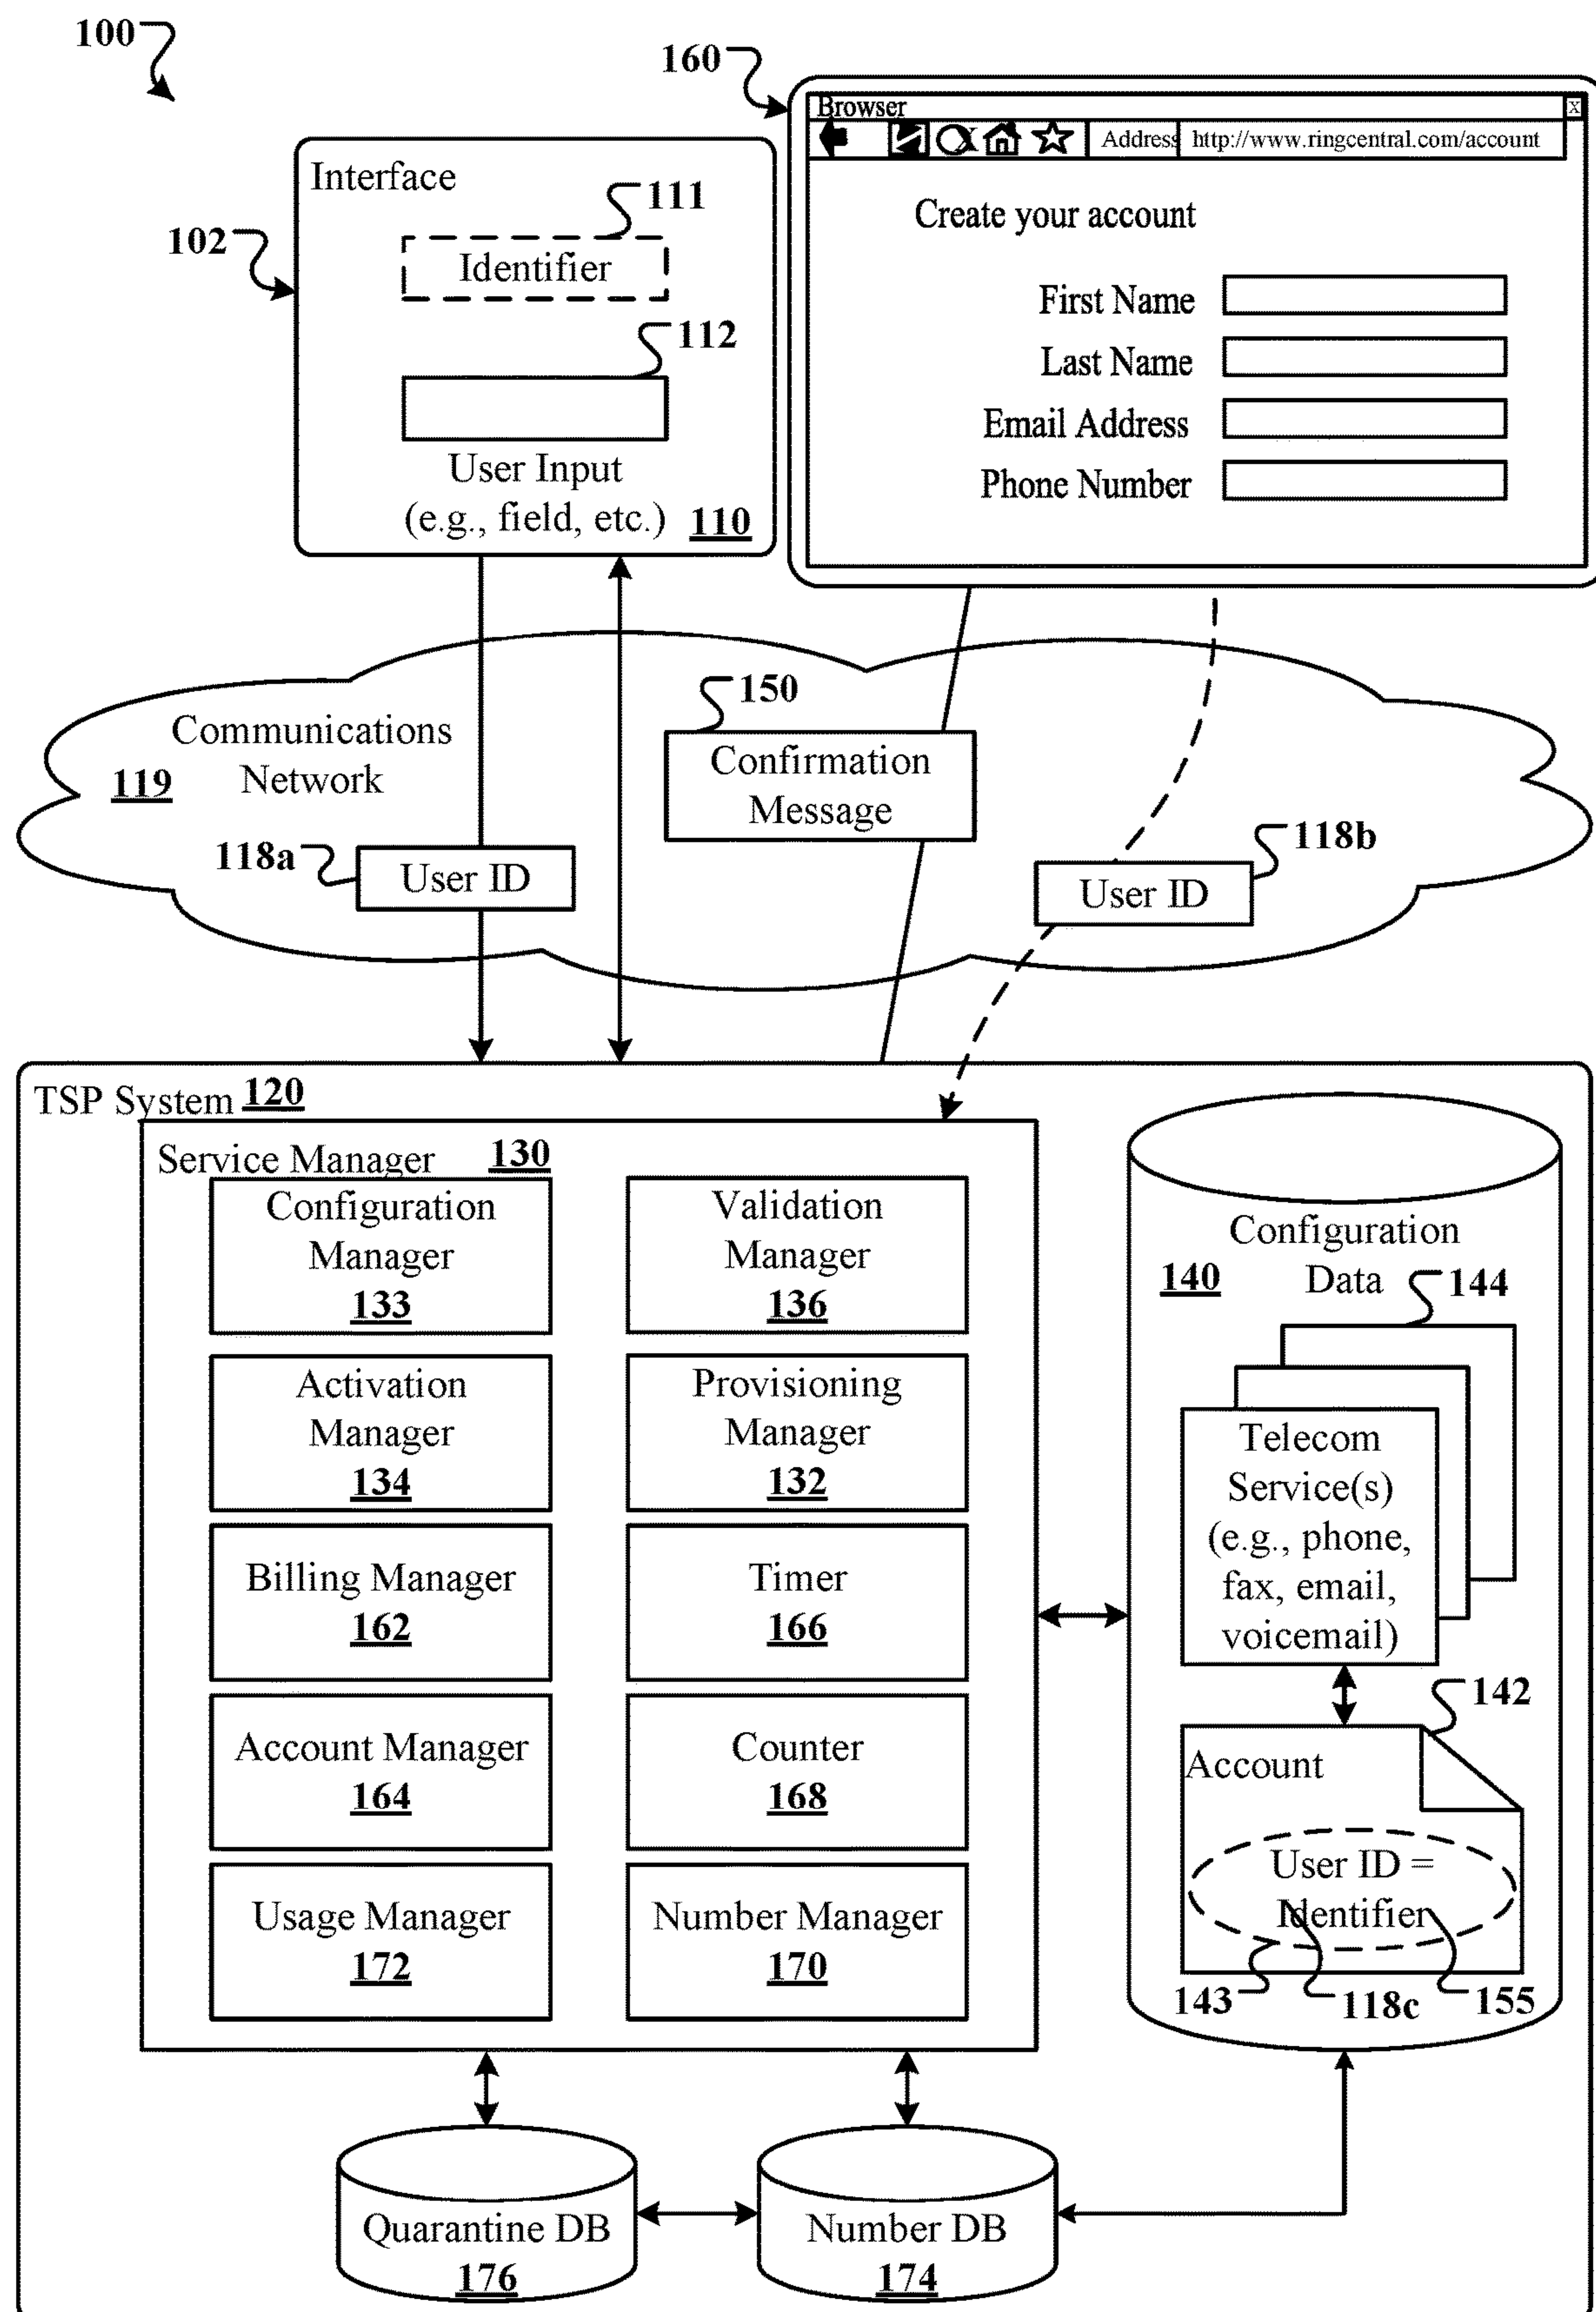 100
160
Browser
X
Address http://www.ringcentral.com/account
Interface
111
Identifier
102
112
User Input
(e.g., field, etc.) 110
Create your account
First Name
Last Name
Email Address
Phone Number
Communications
Network
119
150
Confirmation
Message
118a
User ID
118b
User ID
TSP System 120
Service Manager 130
Configuration
Manager
133
Validation
Manager
136
Activation
Manager
134
Provisioning
Manager
132
Billing Manager
162
Timer
166
Account Manager
164
Counter
168
Usage Manager
172
Number Manager
170
Configuration
Data
140
144
Telecom
Service(s)
(e.g., phone,
fax, email,
voicemail)
142
Account
User ID =
Identifier
143
118c
155
Quarantine DB
176
Number DB
174